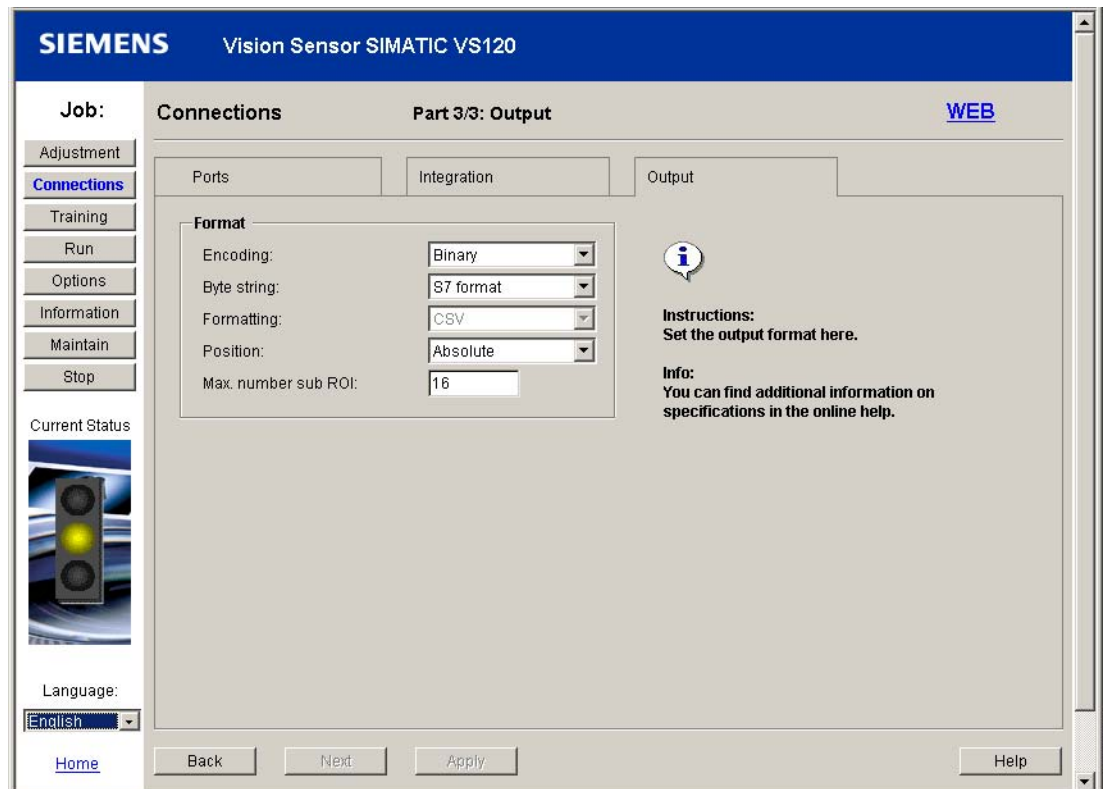 SIEMENS Vision Sensor SIMATIC VS120
Job:
Connections Part 3/3: Output WEB
Adjustment
Connections
Training
Run
Options
Information
Maintain
Stop
Current Status
Language:
English
Home
Ports Integration Output
Format
Encoding: Binary
Byte string: S7 format
Formatting: CSV
Position: Absolute
Max. number sub ROI: 16
i
Instructions:
Set the output format here.
Info:
You can find additional information on
specifications in the online help.
Back Next Apply Help